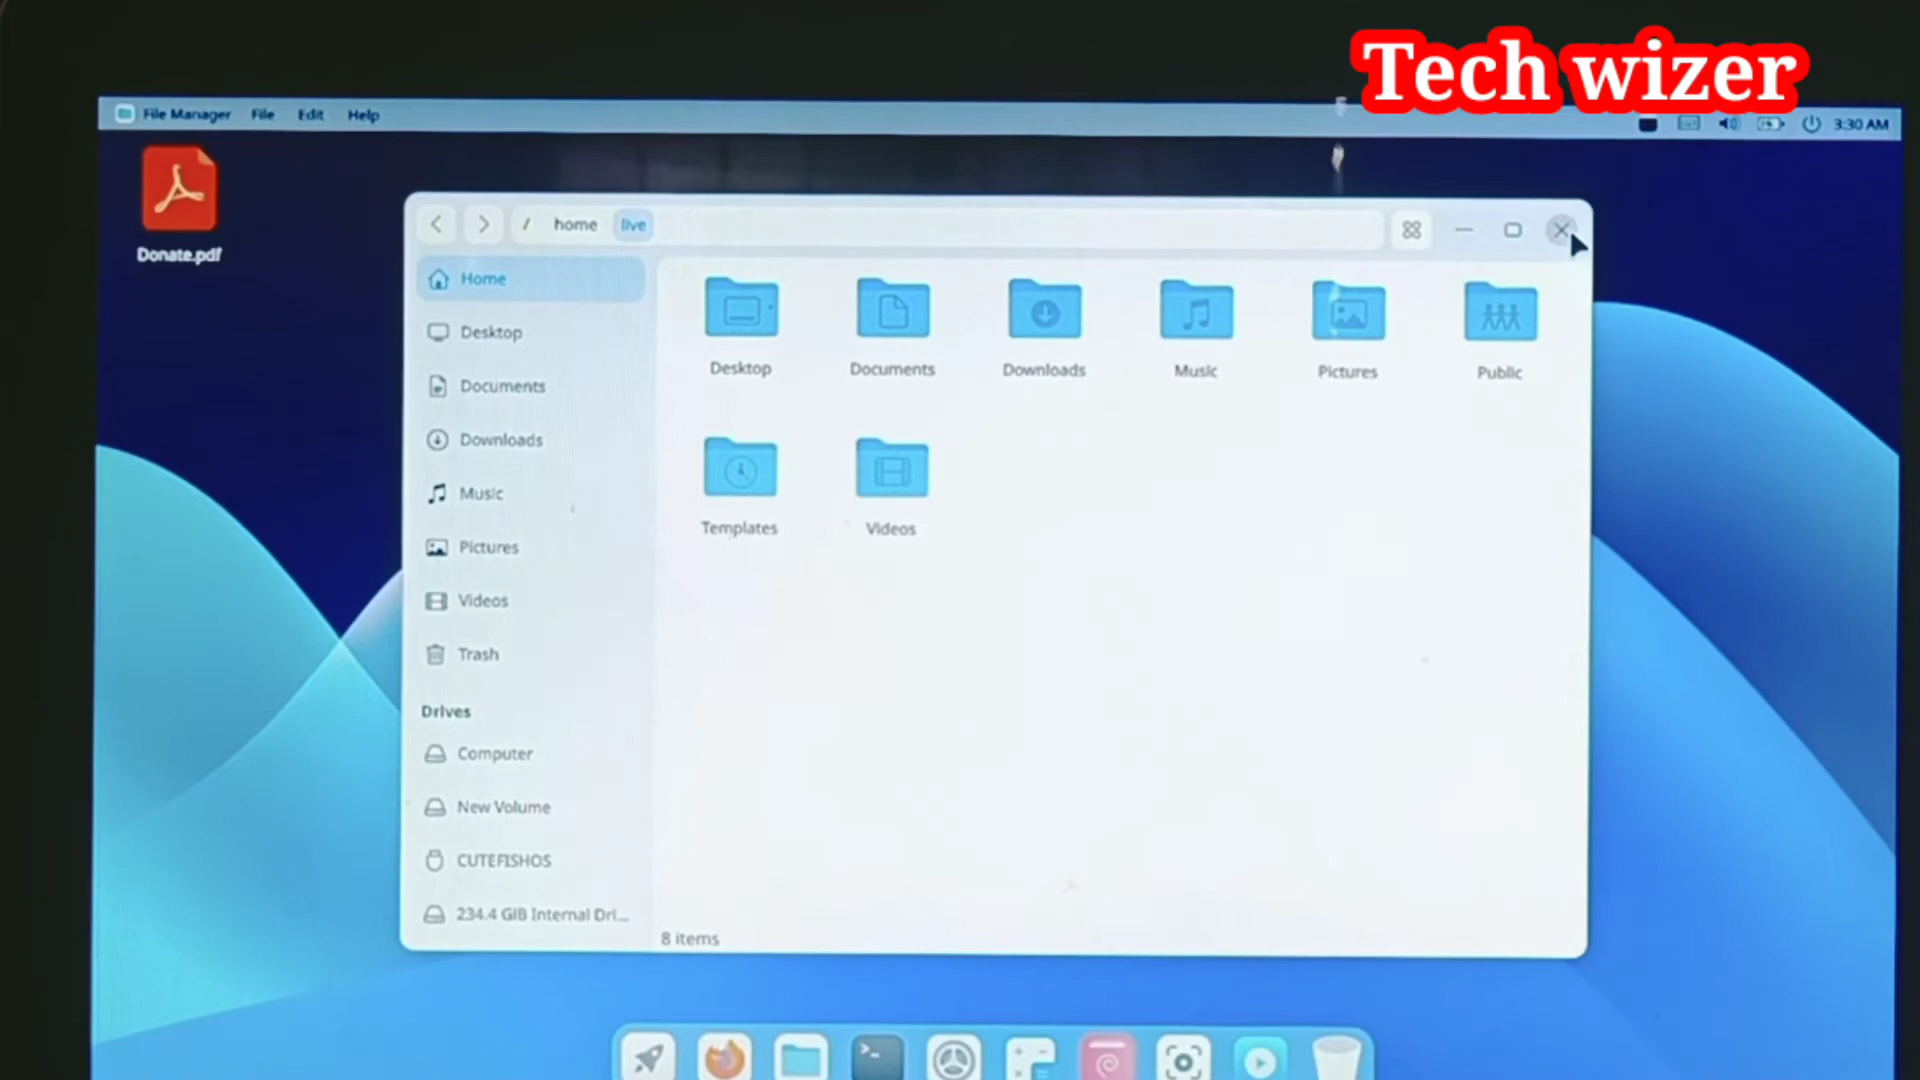 Tech wizer
File Manager File Edit Help
3:30 AM
Donate.pdf
/ home live
Home
Desktop
Documents
Downloads
Music
Pictures
Videos
Trash
Drives
Computer
New Volume
CUTEFISHOS
234.4 GiB Internal Dri...
Desktop Documents Downloads Music Pictures Public
Templates Videos
8 items